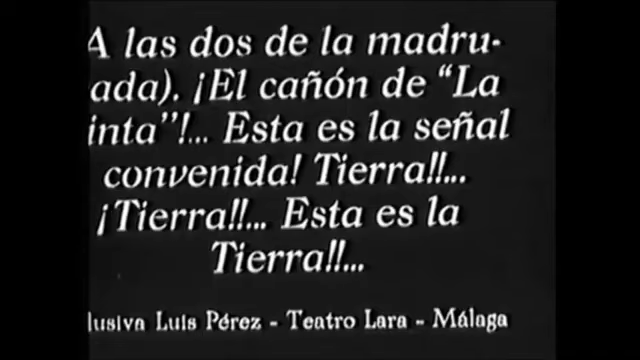 A las dos de la madru-
ada). ¡El cañón de “La
inta”!... Esta es la señal
convenida! Tierra!!...
¡Tierra!!... Esta es la
Tierra!!...
lusiva Luis Pérez - Teatro Lara - Málaga